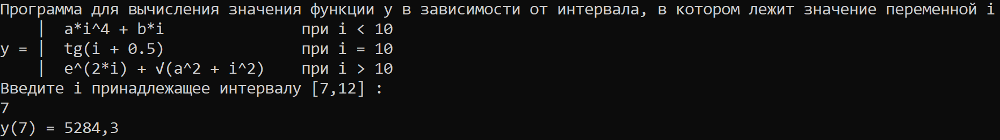 Программа для вычисления значения функции y в зависимости от интервала, в котором лежит значение переменной i
    |  a*i^4 + b*i               при i < 10
y = |  tg(i + 0.5)               при i = 10
    |  e^(2*i) + √(a^2 + i^2)    при i > 10
Введите i принадлежащее интервалу [7,12] :
7
y(7) = 5284,3